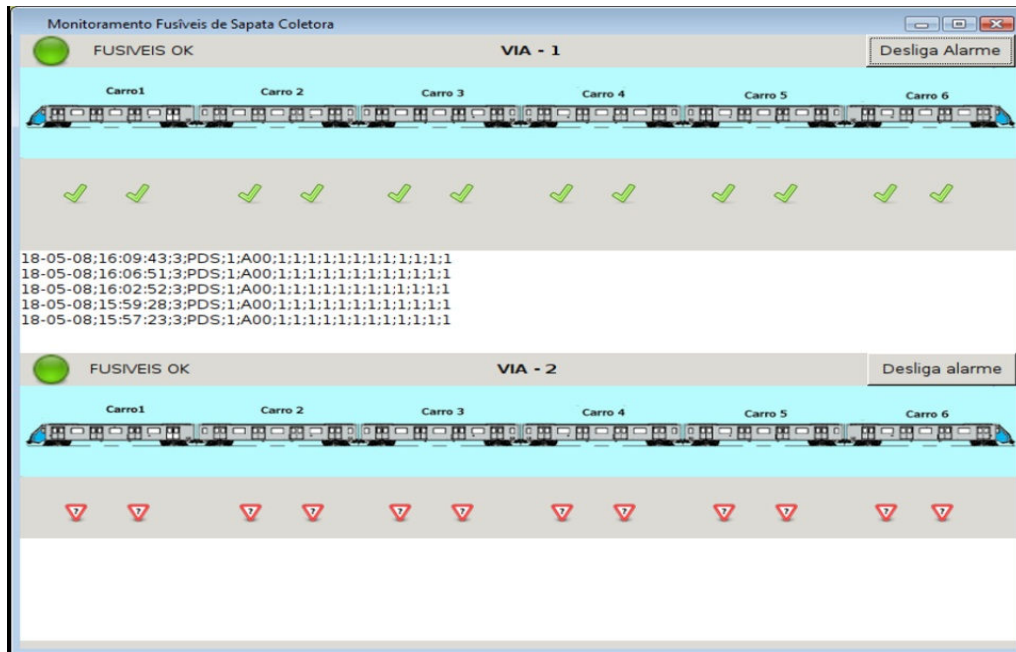 Monitoramento Fusíveis de Sapata Coletora
FUSIVEIS OK VIA - 1 Desliga Alarme
Carro1 Carro 2 Carro 3 Carro 4 Carro 5 Carro 6
18-05-08;16:09:43;3;PDS;1;A00;1;1;1;1;1;1;1;1;1;1;1;1
18-05-08;16:06:51;3;PDS;1;A00;1;1;1;1;1;1;1;1;1;1;1;1
18-05-08;16:02:52;3;PDS;1;A00;1;1;1;1;1;1;1;1;1;1;1;1
18-05-08;15:59:28;3;PDS;1;A00;1;1;1;1;1;1;1;1;1;1;1;1
18-05-08;15:57:23;3;PDS;1;A00;1;1;1;1;1;1;1;1;1;1;1;1
FUSIVEIS OK VIA - 2 Desliga alarme
Carro1 Carro 2 Carro 3 Carro 4 Carro 5 Carro 6
? ? ? ? ? ? ? ? ? ? ? ?